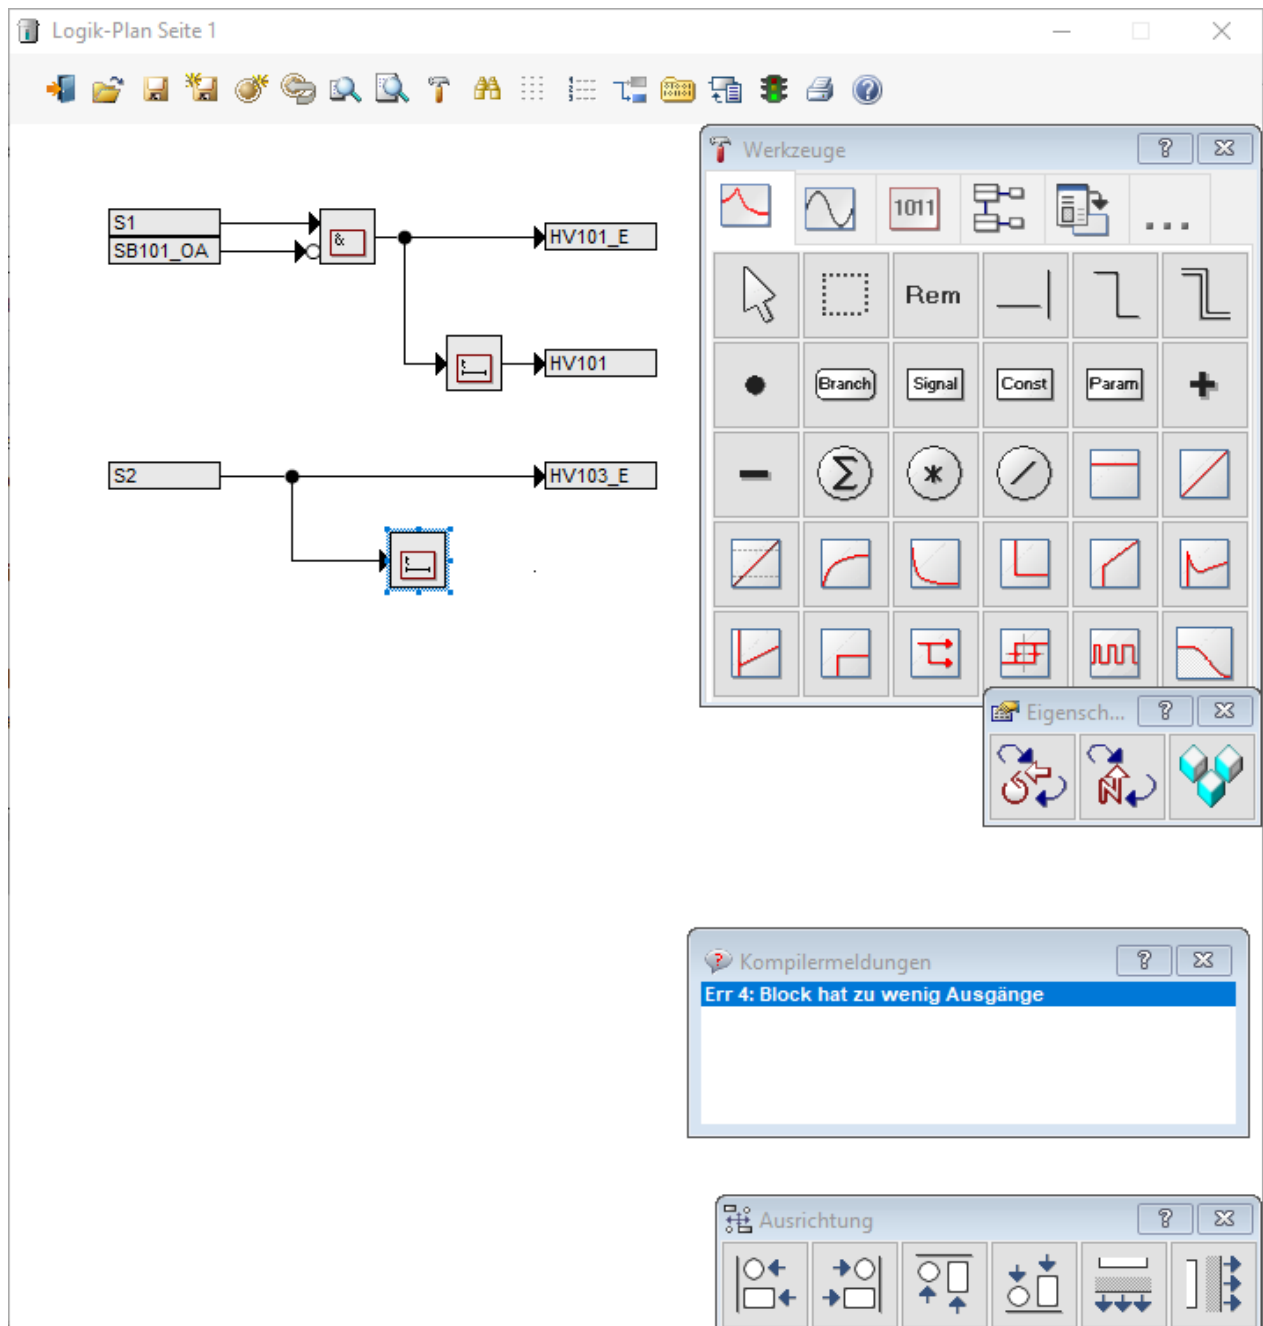 Logik-Plan Seite 1
Werkzeuge
S1
SB101_OA
&
HV101_E
HV101
S2
HV103_E
1011
...
Rem
Branch
Signal
Const
Param
Eigensch...
Kompilermeldungen
Err 4: Block hat zu wenig Ausgänge
Ausrichtung